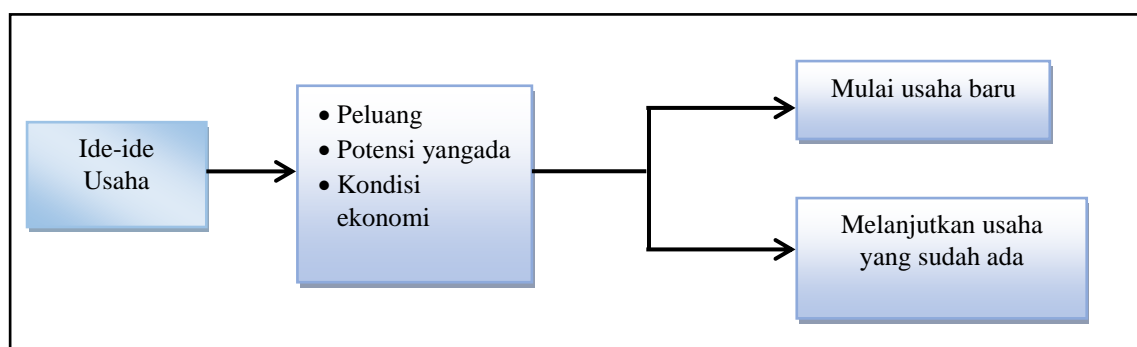 Ide-ide
Usaha
• Peluang
• Potensi yangada
• Kondisi
ekonomi
Mulai usaha baru
Melanjutkan usaha
yang sudah ada